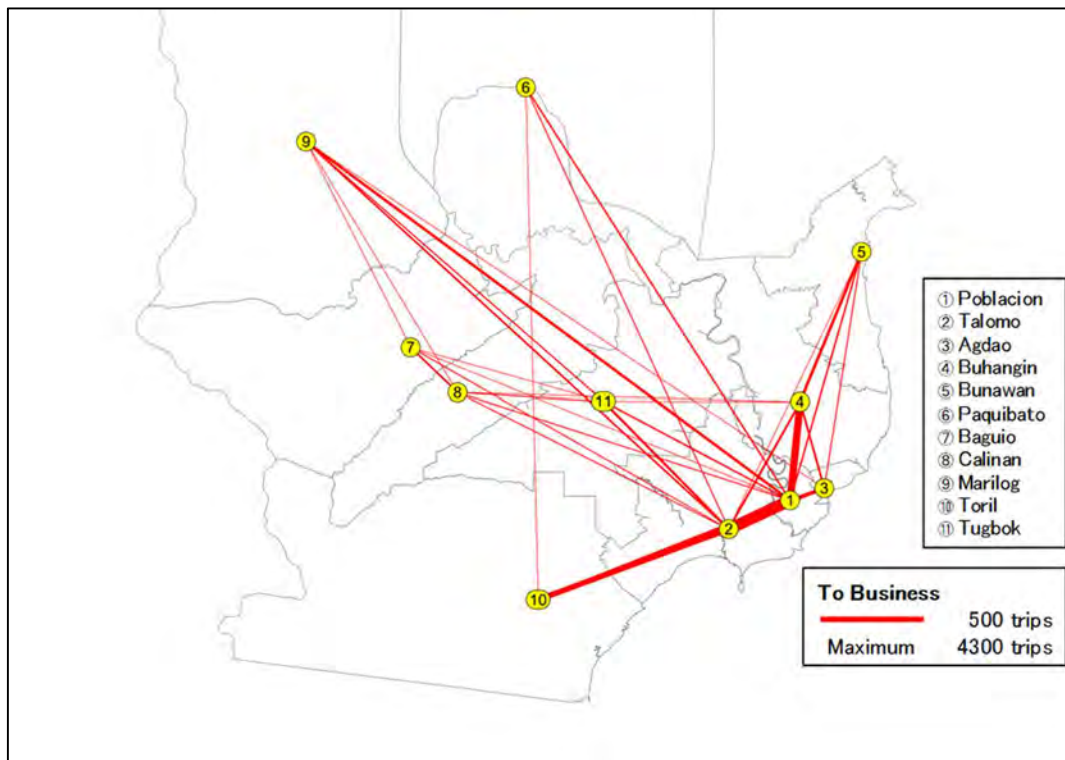 6
9
5
7
8
11
4
3
1
2
10
① Poblacion
② Talomo
③ Agdao
④ Buhangin
⑤ Bunawan
⑥ Paquibato
⑦ Baguio
⑧ Calinan
⑨ Marilog
⑩ Toril
⑪ Tugbok
To Business
500 trips
Maximum 4300 trips